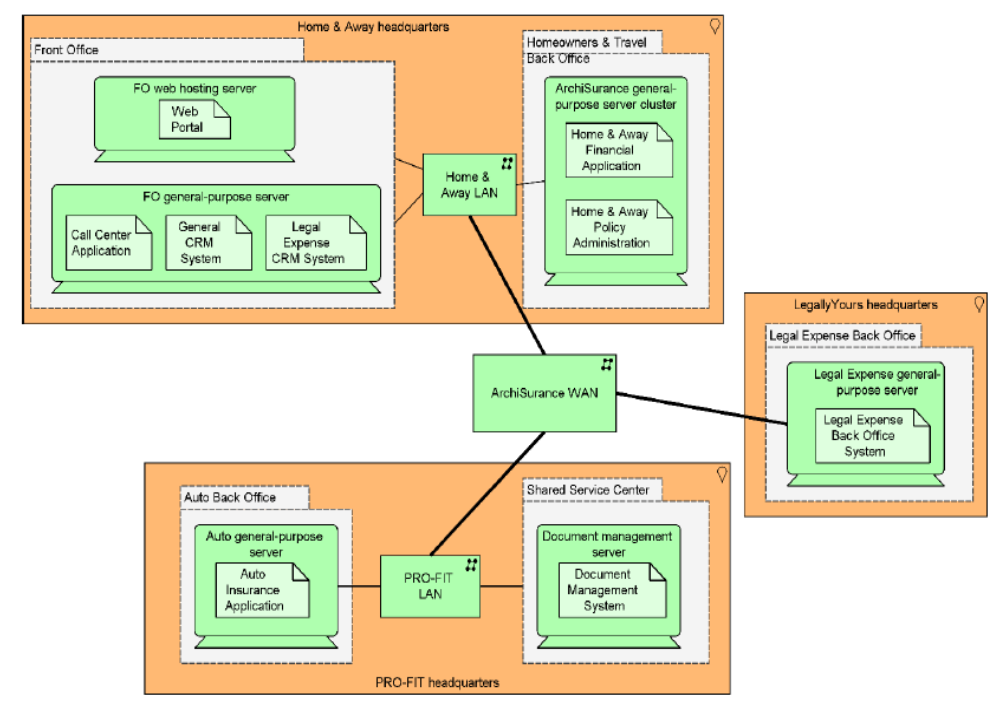 Home & Away headquarters
Front Office
FO web hosting server
Web
Portal
FO general-purpose server
Call Center
Application
General
CRM
System
Legal
Expense
CRM System
Home &
Away LAN
Homeowners & Travel
Back Office
ArchiSurance general-
purpose server cluster
Home & Away
Financial
Application
Home & Away
Policy
Administration
ArchiSurance WAN
LegallyYours headquarters
Legal Expense Back Office
Legal Expense general-
purpose server
Legal Expense
Back Office
System
Auto Back Office
Auto general-purpose
server
Auto
Insurance
Application
PRO-FIT
LAN
Shared Service Center
Document management
server
Document
Management
System
PRO-FIT headquarters